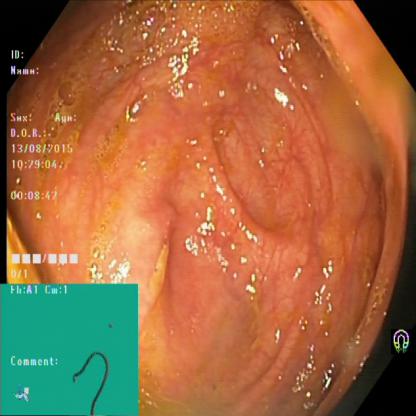 ID:
Name:
Sex: Age:
D.O.B.:
13/08/2015
10:29:04
00:08:47
0/1
Eh:A1 Cm:1
Comment: